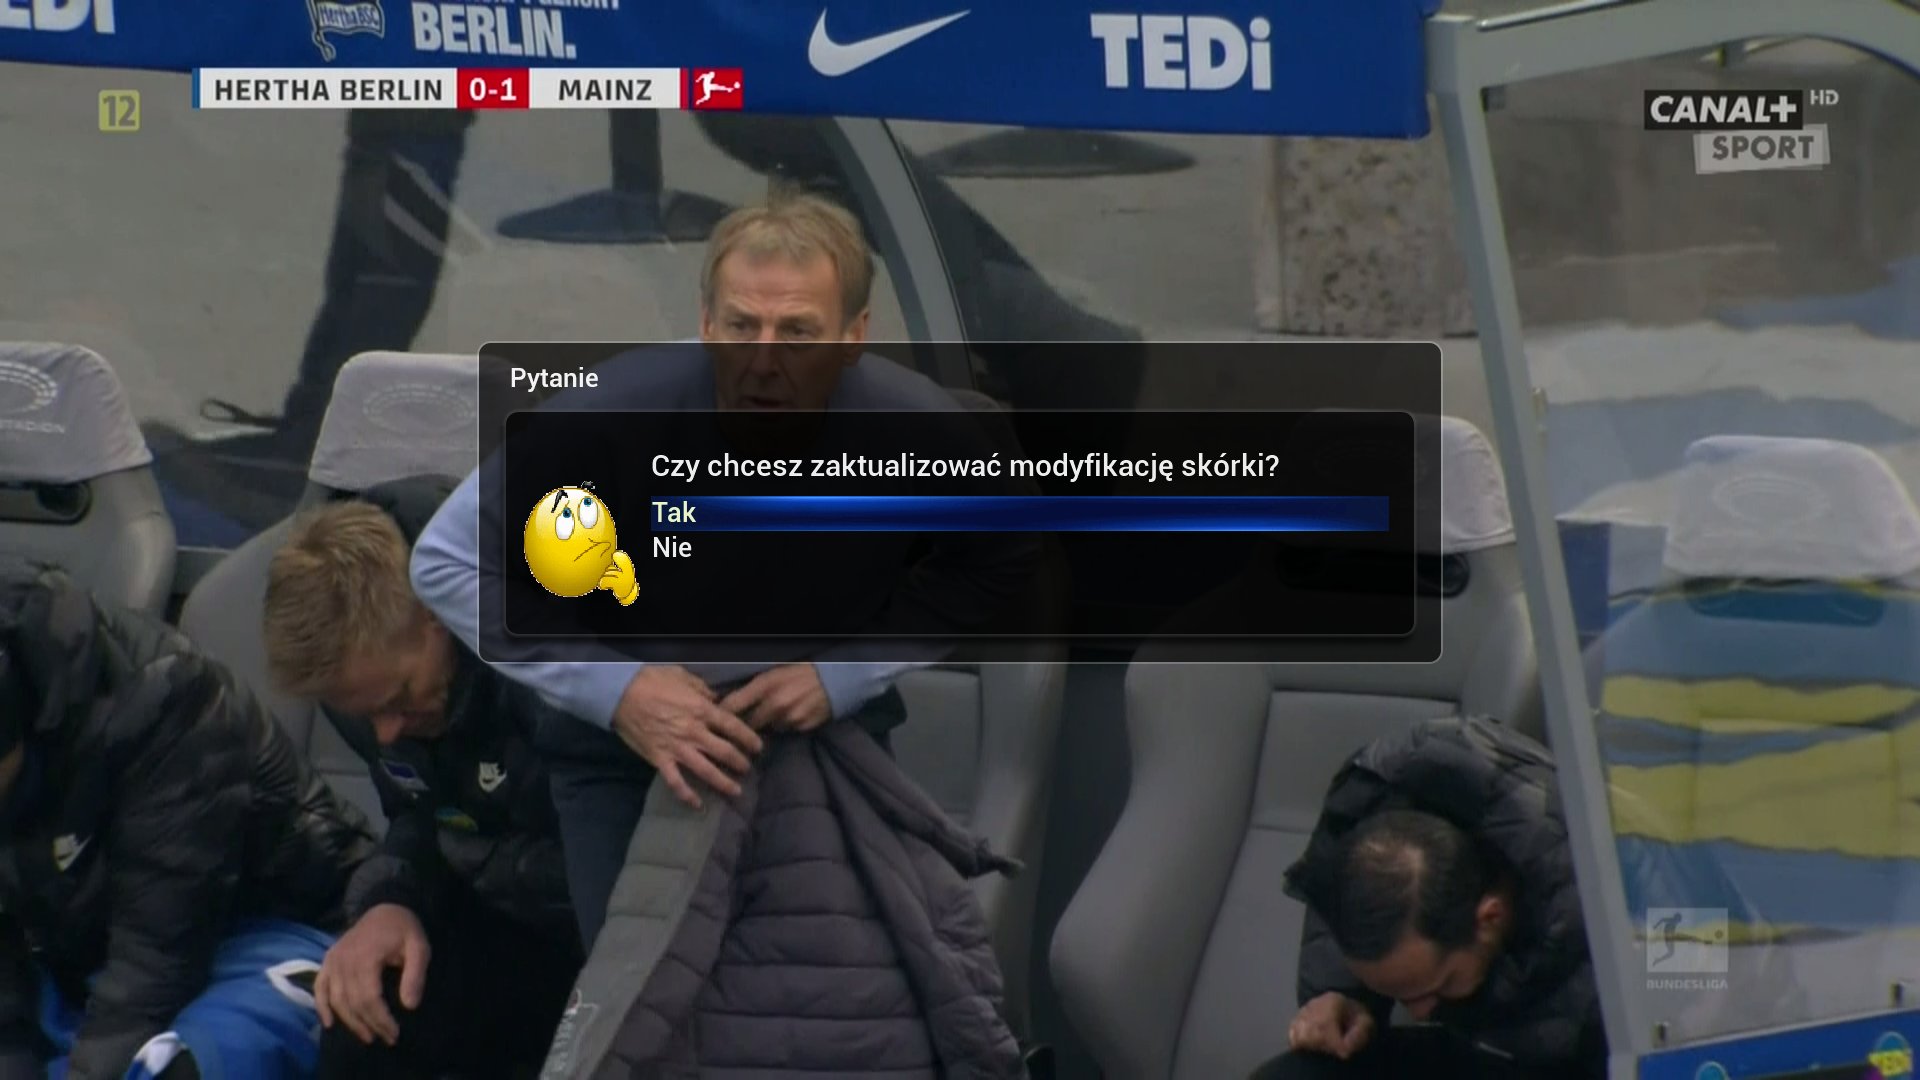 BERLIN.
TEDi
HERTHA BERLIN 0-1 MAINZ
12
CANAL+ HD
SPORT
Pytanie
Czy chcesz zaktualizować modyfikację skórki?
Tak
Nie
BUNDESLIGA